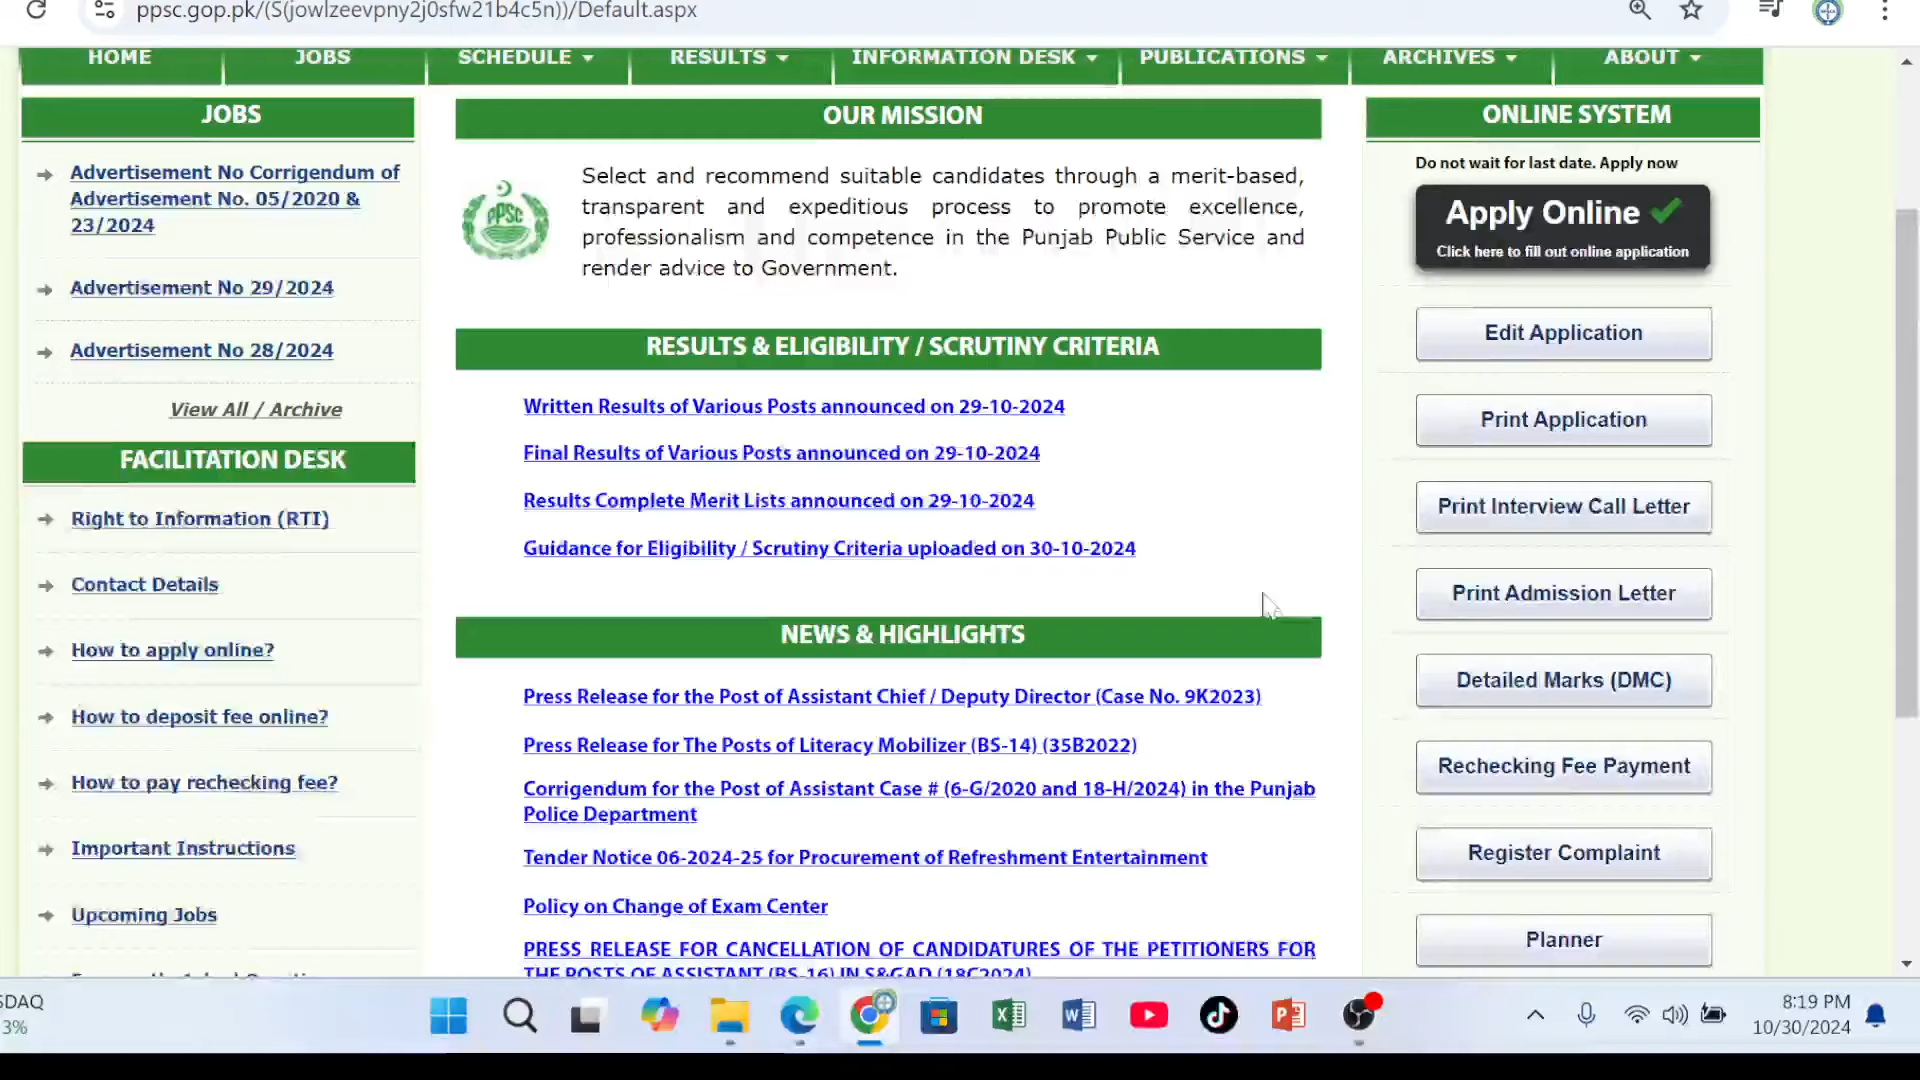 ppsc.gop.pk/(S(jowlzeevpny2j0sfw21b4c5n))/Default.aspx
HOME
JOBS
SCHEDULE
RESULTS
INFORMATION DESK
PUBLICATIONS
ARCHIVES
ABOUT
JOBS
Advertisement No Corrigendum of
Advertisement No. 05/2020 &
23/2024
Advertisement No 29/2024
Advertisement No 28/2024
View All / Archive
FACILITATION DESK
Right to Information (RTI)
Contact Details
How to apply online?
How to deposit fee online?
How to pay rechecking fee?
Important Instructions
Upcoming Jobs
OUR MISSION
PPSC
Select and recommend suitable candidates through a merit-based,
transparent and expeditious process to promote excellence,
professionalism and competence in the Punjab Public Service and
render advice to Government.
RESULTS & ELIGIBILITY / SCRUTINY CRITERIA
Written Results of Various Posts announced on 29-10-2024
Final Results of Various Posts announced on 29-10-2024
Results Complete Merit Lists announced on 29-10-2024
Guidance for Eligibility / Scrutiny Criteria uploaded on 30-10-2024
NEWS & HIGHLIGHTS
Press Release for the Post of Assistant Chief / Deputy Director (Case No. 9K2023)
Press Release for The Posts of Literacy Mobilizer (BS-14) (35B2022)
Corrigendum for the Post of Assistant Case # (6-G/2020 and 18-H/2024) in the Punjab
Police Department
Tender Notice 06-2024-25 for Procurement of Refreshment Entertainment
Policy on Change of Exam Center
PRESS RELEASE FOR CANCELLATION OF CANDIDATURES OF THE PETITIONERS FOR
THE POSTS OF ASSISTANT (BS-16) IN S&GAD (18C2024)
ONLINE SYSTEM
Do not wait for last date. Apply now
Apply Online
Click here to fill out online application
Edit Application
Print Application
Print Interview Call Letter
Print Admission Letter
Detailed Marks (DMC)
Rechecking Fee Payment
Register Complaint
Planner
SDAQ
3%
8:19 PM
10/30/2024